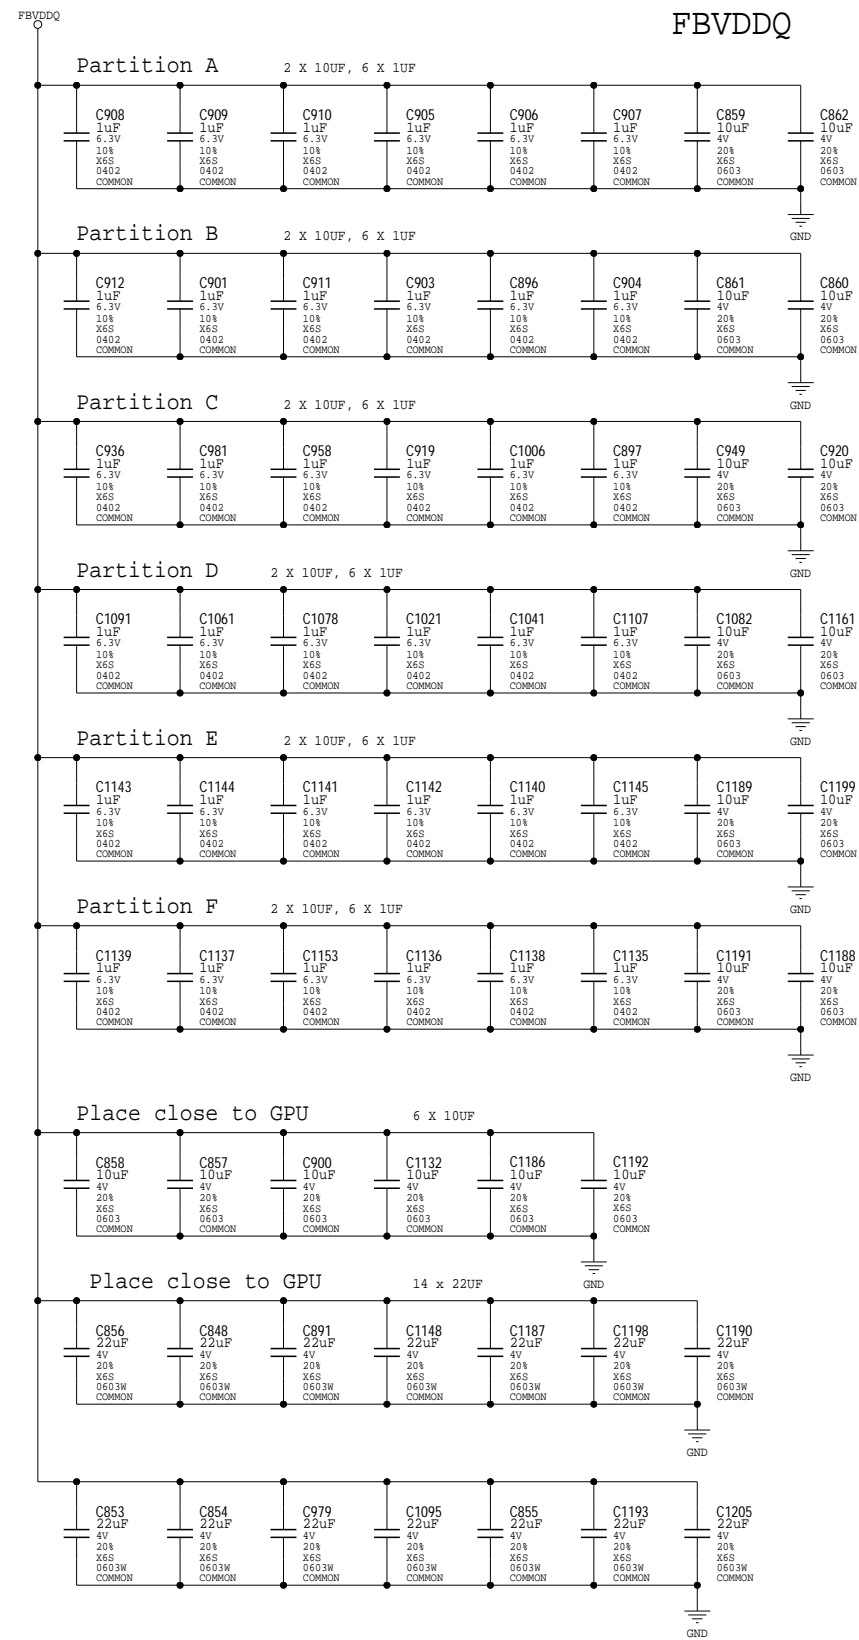 FBVDDQ
FBVDDQ
Partition A 2 X 10UF, 6 X 1UF
C908 C909 C910 C905 C906 C907 C859 C862
1uF 1uF 1uF 1uF 1uF 1uF 10uF 10uF
6.3V 6.3V 6.3V 6.3V 6.3V 6.3V 4V 4V
10% 10% 10% 10% 10% 10% 20% 20%
X6S X6S X6S X6S X6S X6S X6S X6S
0402 0402 0402 0402 0402 0402 0603 0603
COMMON COMMON COMMON COMMON COMMON COMMON COMMON COMMON
GND
Partition B 2 X 10UF, 6 X 1UF
C912 C901 C911 C903 C896 C904 C861 C860
1uF 1uF 1uF 1uF 1uF 1uF 10uF 10uF
6.3V 6.3V 6.3V 6.3V 6.3V 6.3V 4V 4V
10% 10% 10% 10% 10% 10% 20% 20%
X6S X6S X6S X6S X6S X6S X6S X6S
0402 0402 0402 0402 0402 0402 0603 0603
COMMON COMMON COMMON COMMON COMMON COMMON COMMON COMMON
GND
Partition C 2 X 10UF, 6 X 1UF
C936 C981 C958 C919 C1006 C897 C949 C920
1uF 1uF 1uF 1uF 1uF 1uF 10uF 10uF
6.3V 6.3V 6.3V 6.3V 6.3V 6.3V 4V 4V
10% 10% 10% 10% 10% 10% 20% 20%
X6S X6S X6S X6S X6S X6S X6S X6S
0402 0402 0402 0402 0402 0402 0603 0603
COMMON COMMON COMMON COMMON COMMON COMMON COMMON COMMON
GND
Partition D 2 X 10UF, 6 X 1UF
C1091 C1061 C1078 C1021 C1041 C1107 C1082 C1161
1uF 1uF 1uF 1uF 1uF 1uF 10uF 10uF
6.3V 6.3V 6.3V 6.3V 6.3V 6.3V 4V 4V
10% 10% 10% 10% 10% 10% 20% 20%
X6S X6S X6S X6S X6S X6S X6S X6S
0402 0402 0402 0402 0402 0402 0603 0603
COMMON COMMON COMMON COMMON COMMON COMMON COMMON COMMON
GND
Partition E 2 X 10UF, 6 X 1UF
C1143 C1144 C1141 C1142 C1140 C1145 C1189 C1199
1uF 1uF 1uF 1uF 1uF 1uF 10uF 10uF
6.3V 6.3V 6.3V 6.3V 6.3V 6.3V 4V 4V
10% 10% 10% 10% 10% 10% 20% 20%
X6S X6S X6S X6S X6S X6S X6S X6S
0402 0402 0402 0402 0402 0402 0603 0603
COMMON COMMON COMMON COMMON COMMON COMMON COMMON COMMON
GND
Partition F 2 X 10UF, 6 X 1UF
C1139 C1137 C1153 C1136 C1138 C1135 C1191 C1188
1uF 1uF 1uF 1uF 1uF 1uF 10uF 10uF
6.3V 6.3V 6.3V 6.3V 6.3V 6.3V 4V 4V
10% 10% 10% 10% 10% 10% 20% 20%
X6S X6S X6S X6S X6S X6S X6S X6S
0402 0402 0402 0402 0402 0402 0603 0603
COMMON COMMON COMMON COMMON COMMON COMMON COMMON COMMON
GND
Place close to GPU 6 X 10UF
C858 C857 C900 C1132 C1186 C1192
10uF 10uF 10uF 10uF 10uF 10uF
4V 4V 4V 4V 4V 4V
20% 20% 20% 20% 20% 20%
X6S X6S X6S X6S X6S X6S
0603 0603 0603 0603 0603 0603
COMMON COMMON COMMON COMMON COMMON COMMON
GND
Place close to GPU 14 x 22UF
C856 C848 C891 C1148 C1187 C1198 C1190
22uF 22uF 22uF 22uF 22uF 22uF 22uF
4V 4V 4V 4V 4V 4V 4V
20% 20% 20% 20% 20% 20% 20%
X6S X6S X6S X6S X6S X6S X6S
0603W 0603W 0603W 0603W 0603W 0603W 0603W
COMMON COMMON COMMON COMMON COMMON COMMON COMMON
GND
C853 C854 C979 C1095 C855 C1193 C1205
22uF 22uF 22uF 22uF 22uF 22uF 22uF
4V 4V 4V 4V 4V 4V 4V
20% 20% 20% 20% 20% 20% 20%
X6S X6S X6S X6S X6S X6S X6S
0603W 0603W 0603W 0603W 0603W 0603W 0603W
COMMON COMMON COMMON COMMON COMMON COMMON COMMON
GND